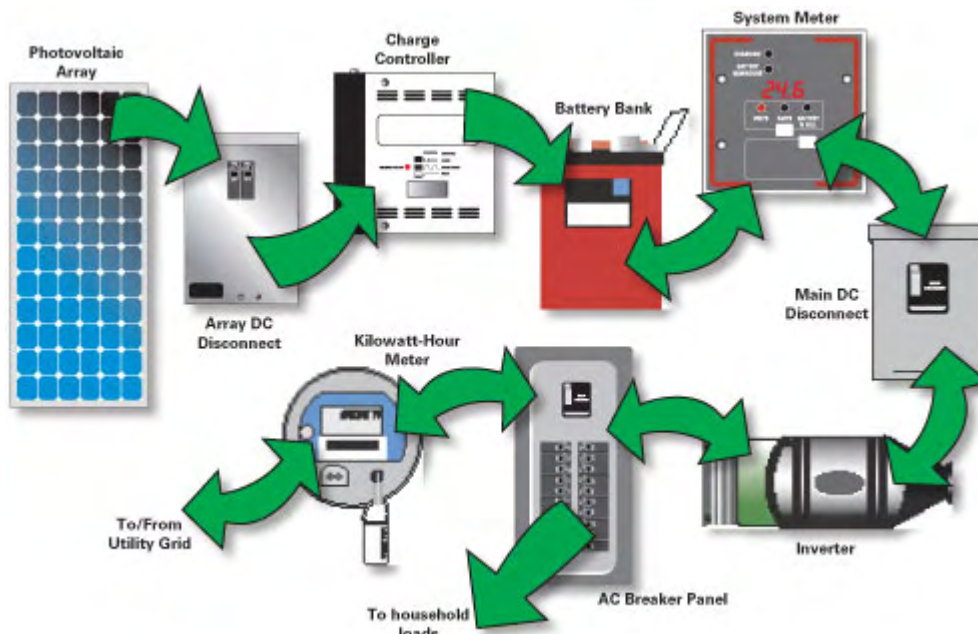 System Meter
Photovoltaic
Array
Charge
Controller
Battery Bank
24.6
Array DC
Disconnect
Main DC
Disconnect
Kilowatt-Hour
Meter
To/From
Utility Grid
Inverter
AC Breaker Panel
To household
loads